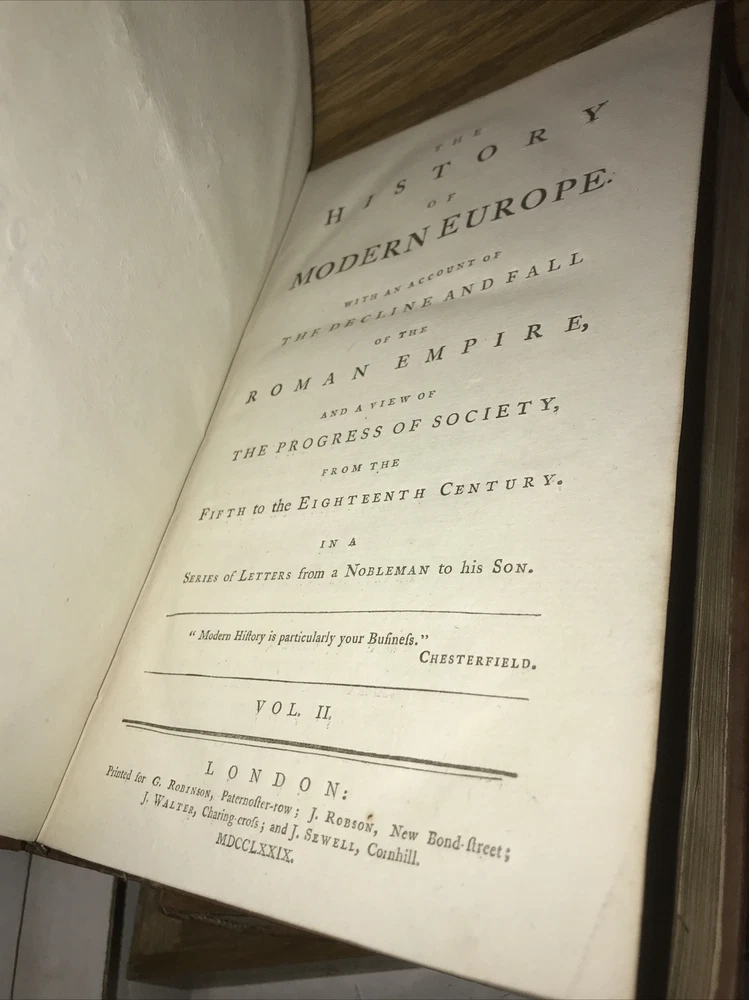 THE
HISTORY
OF
MODERN EUROPE.
WITH AN ACCOUNT OF
THE DECLINE AND FALL
OF THE
ROMAN EMPIRE,
AND A VIEW OF
THE PROGRESS OF SOCIETY,
FROM THE
FIFTH to the EIGHTEENTH CENTURY.
IN A
SERIES of LETTERS from a NOBLEMAN to his SON.
“ Modern Hiſtory is particularly your Buſineſs.”
CHESTERFIELD.
VOL. II.
LONDON:
Printed for G. ROBINSON, Paternoſter-row; J. ROBSON, New Bond-ſtreet;
J. WALTER, Charing-croſs; and J. SEWELL, Cornhill.
MDCCLXXIX.